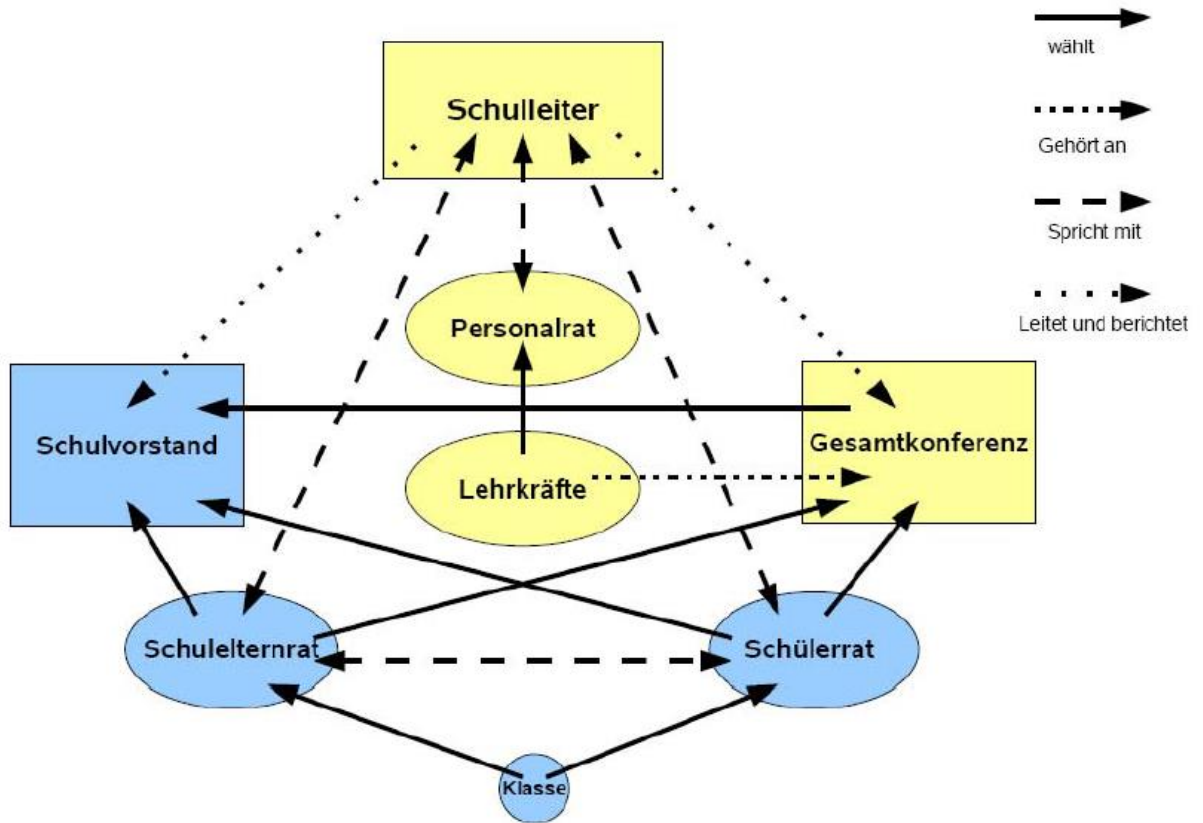 wählt
Schulleiter
Gehört an
Spricht mit
Personalrat
Leitet und berichtet
Schulvorstand
Gesamtkonferenz
Lehrkräfte
Schulelternrat
Schülerrat
Klasse